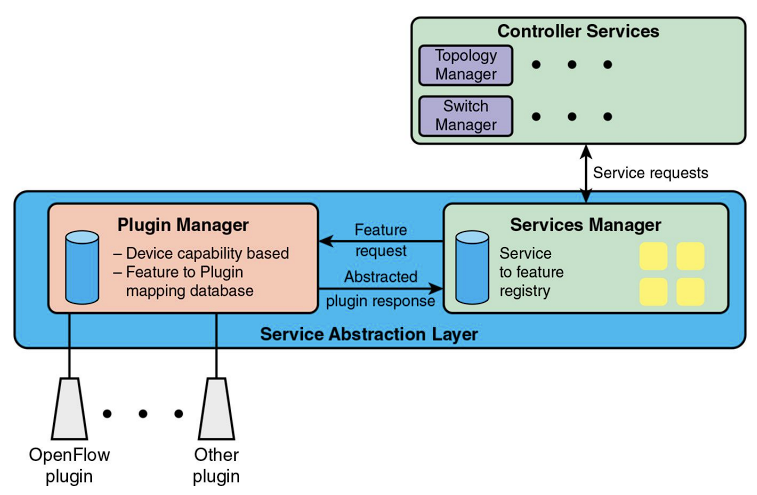 Controller Services
Topology
Manager
Switch
Manager
Service requests
Plugin Manager
– Device capability based
– Feature to Plugin
mapping database
Feature
request
Abstracted
plugin response
Services Manager
Service
to feature
registry
Service Abstraction Layer
OpenFlow
plugin
Other
plugin